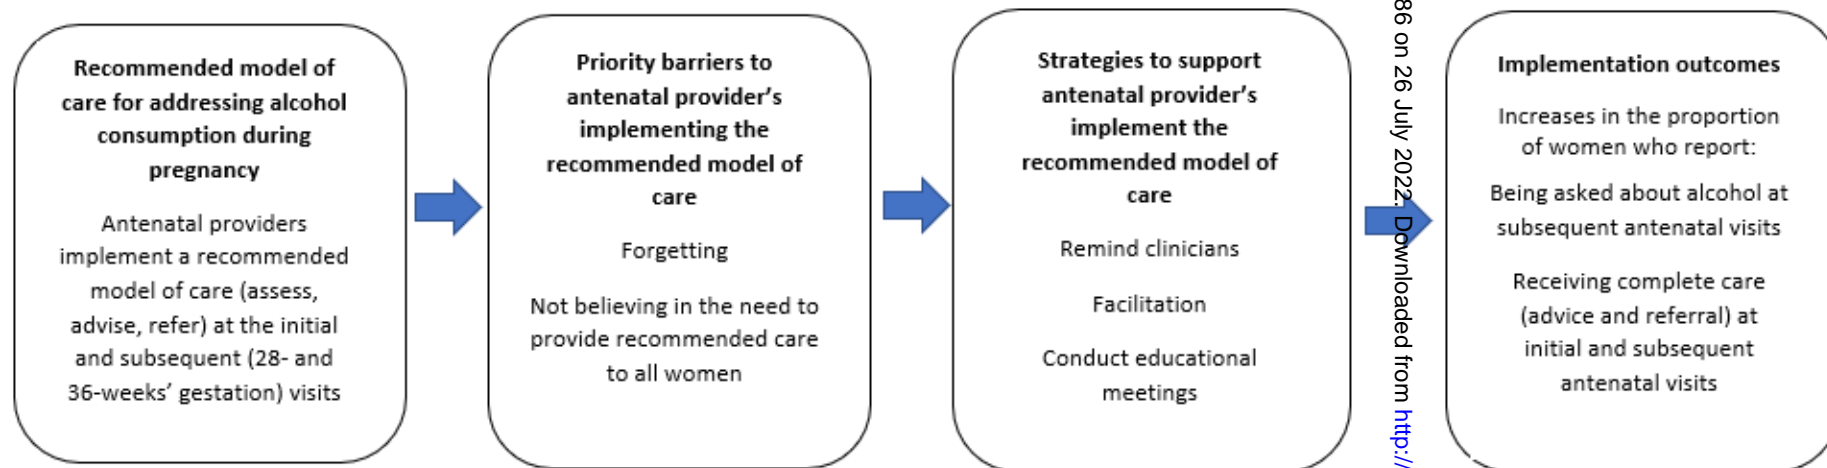 Recommended model of
care for addressing alcohol
consumption during
pregnancy
Antenatal providers
implement a recommended
model of care (assess,
advise, refer) at the initial
and subsequent (28- and
36-weeks’ gestation) visits
Priority barriers to
antenatal provider’s
implementing the
recommended model of
care
Forgetting
Not believing in the need to
provide recommended care
to all women
Strategies to support
antenatal provider’s
implement the
recommended model of
care
Remind clinicians
Facilitation
Conduct educational
meetings
86 on 26 July 2022. Downloaded from http:/
Implementation outcomes
Increases in the proportion
of women who report:
Being asked about alcohol at
subsequent antenatal visits
Receiving complete care
(advice and referral) at
initial and subsequent
antenatal visits